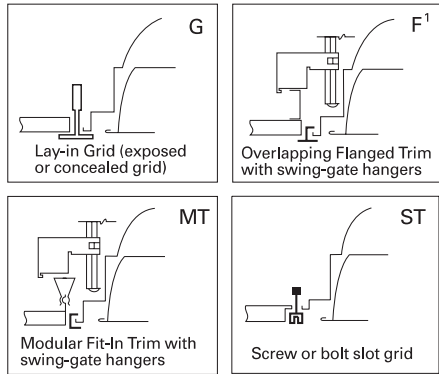 G
Lay-in Grid (exposed
or concealed grid)
F¹
Overlapping Flanged Trim
with swing-gate hangers
MT
Modular Fit-In Trim with
swing-gate hangers
ST
Screw or bolt slot grid